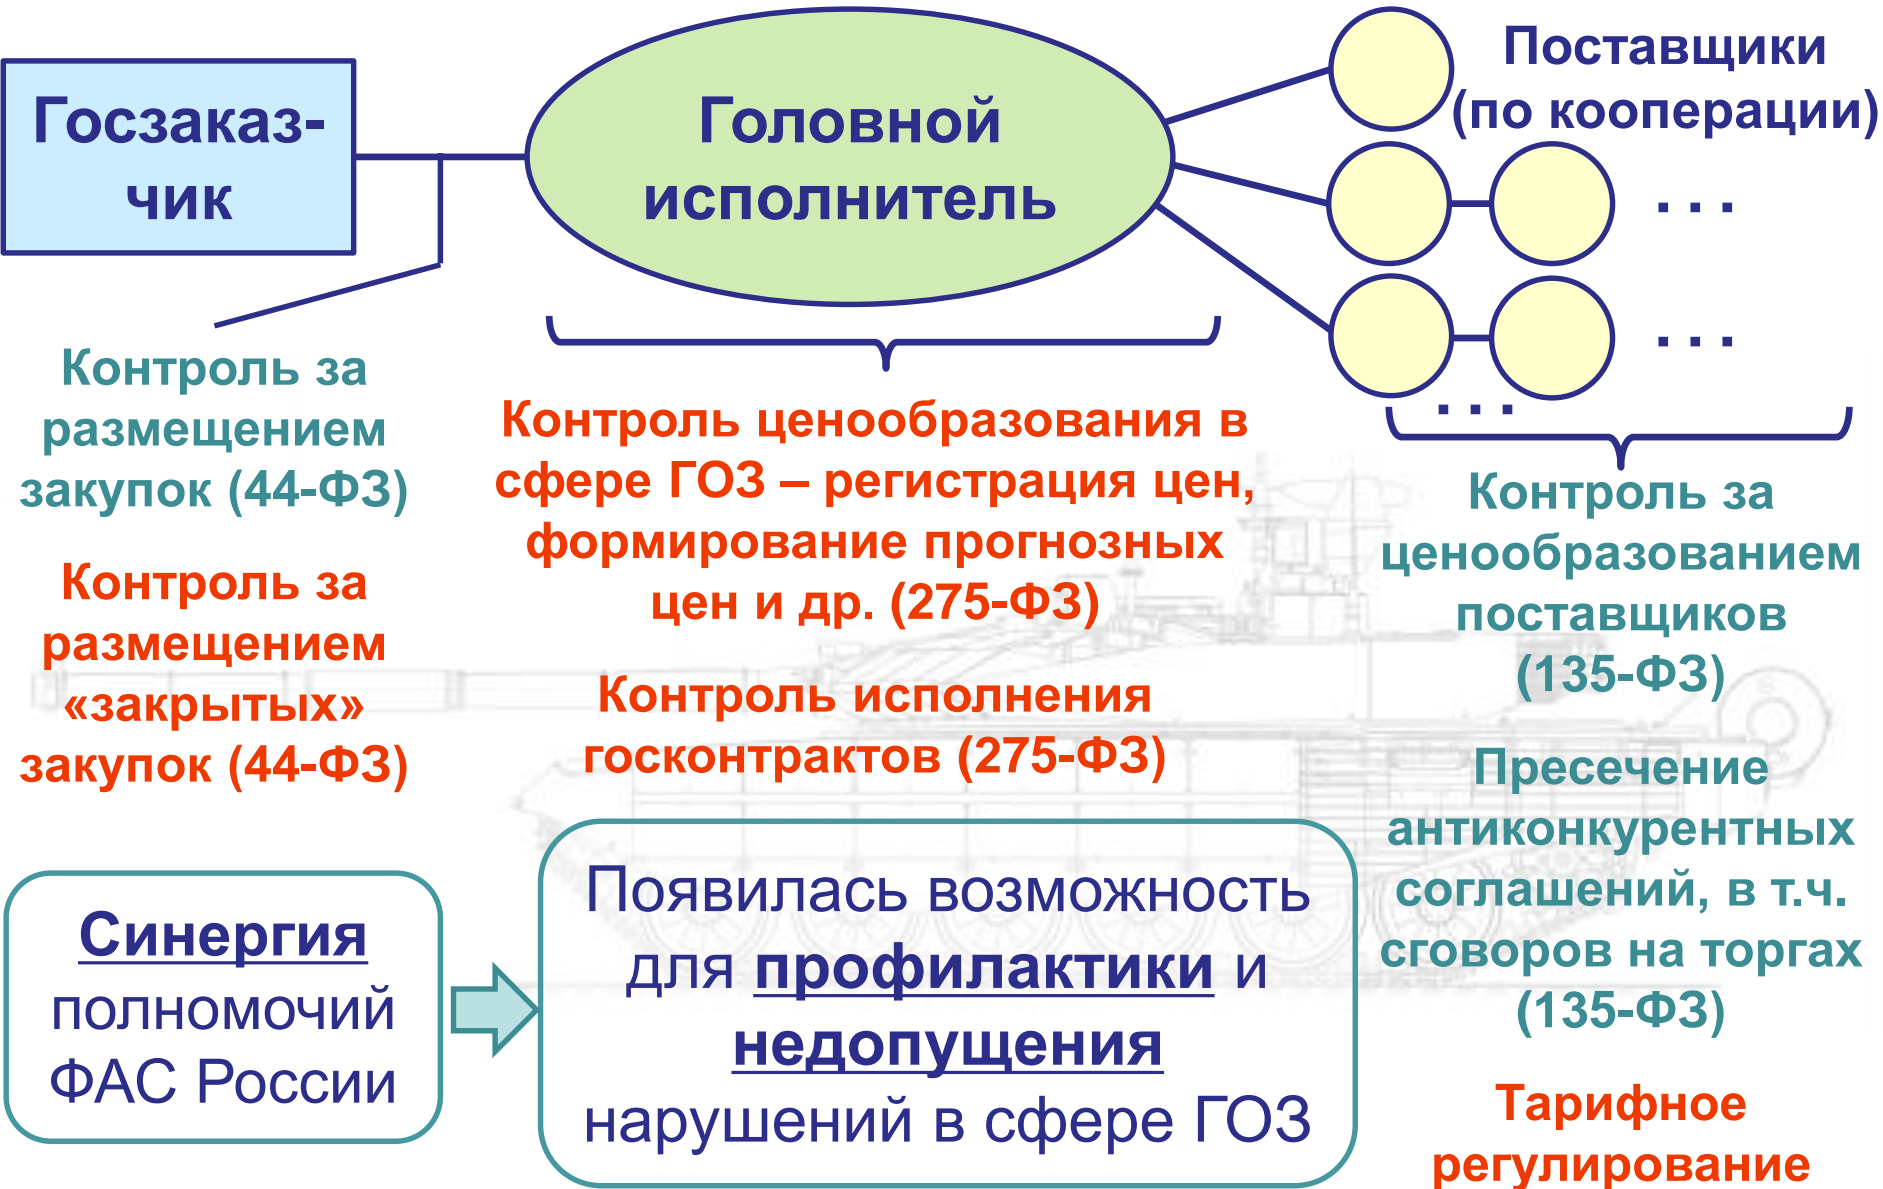 Госзаказ-
чик
Головной
исполнитель
Поставщики
(по кооперации)
. . .
. . .
. . .
Контроль за
размещением
закупок (44-ФЗ)
Контроль за
размещением
«закрытых»
закупок (44-ФЗ)
Контроль ценообразования в
сфере ГОЗ – регистрация цен,
формирование прогнозных
цен и др. (275-ФЗ)
Контроль исполнения
госконтрактов (275-ФЗ)
Контроль за
ценообразованием
поставщиков
(135-ФЗ)
Пресечение
антиконкурентных
соглашений, в т.ч.
сговоров на торгах
(135-ФЗ)
Тарифное
регулирование
Синергия
полномочий
ФАС России
Появилась возможность
для профилактики и
недопущения
нарушений в сфере ГОЗ